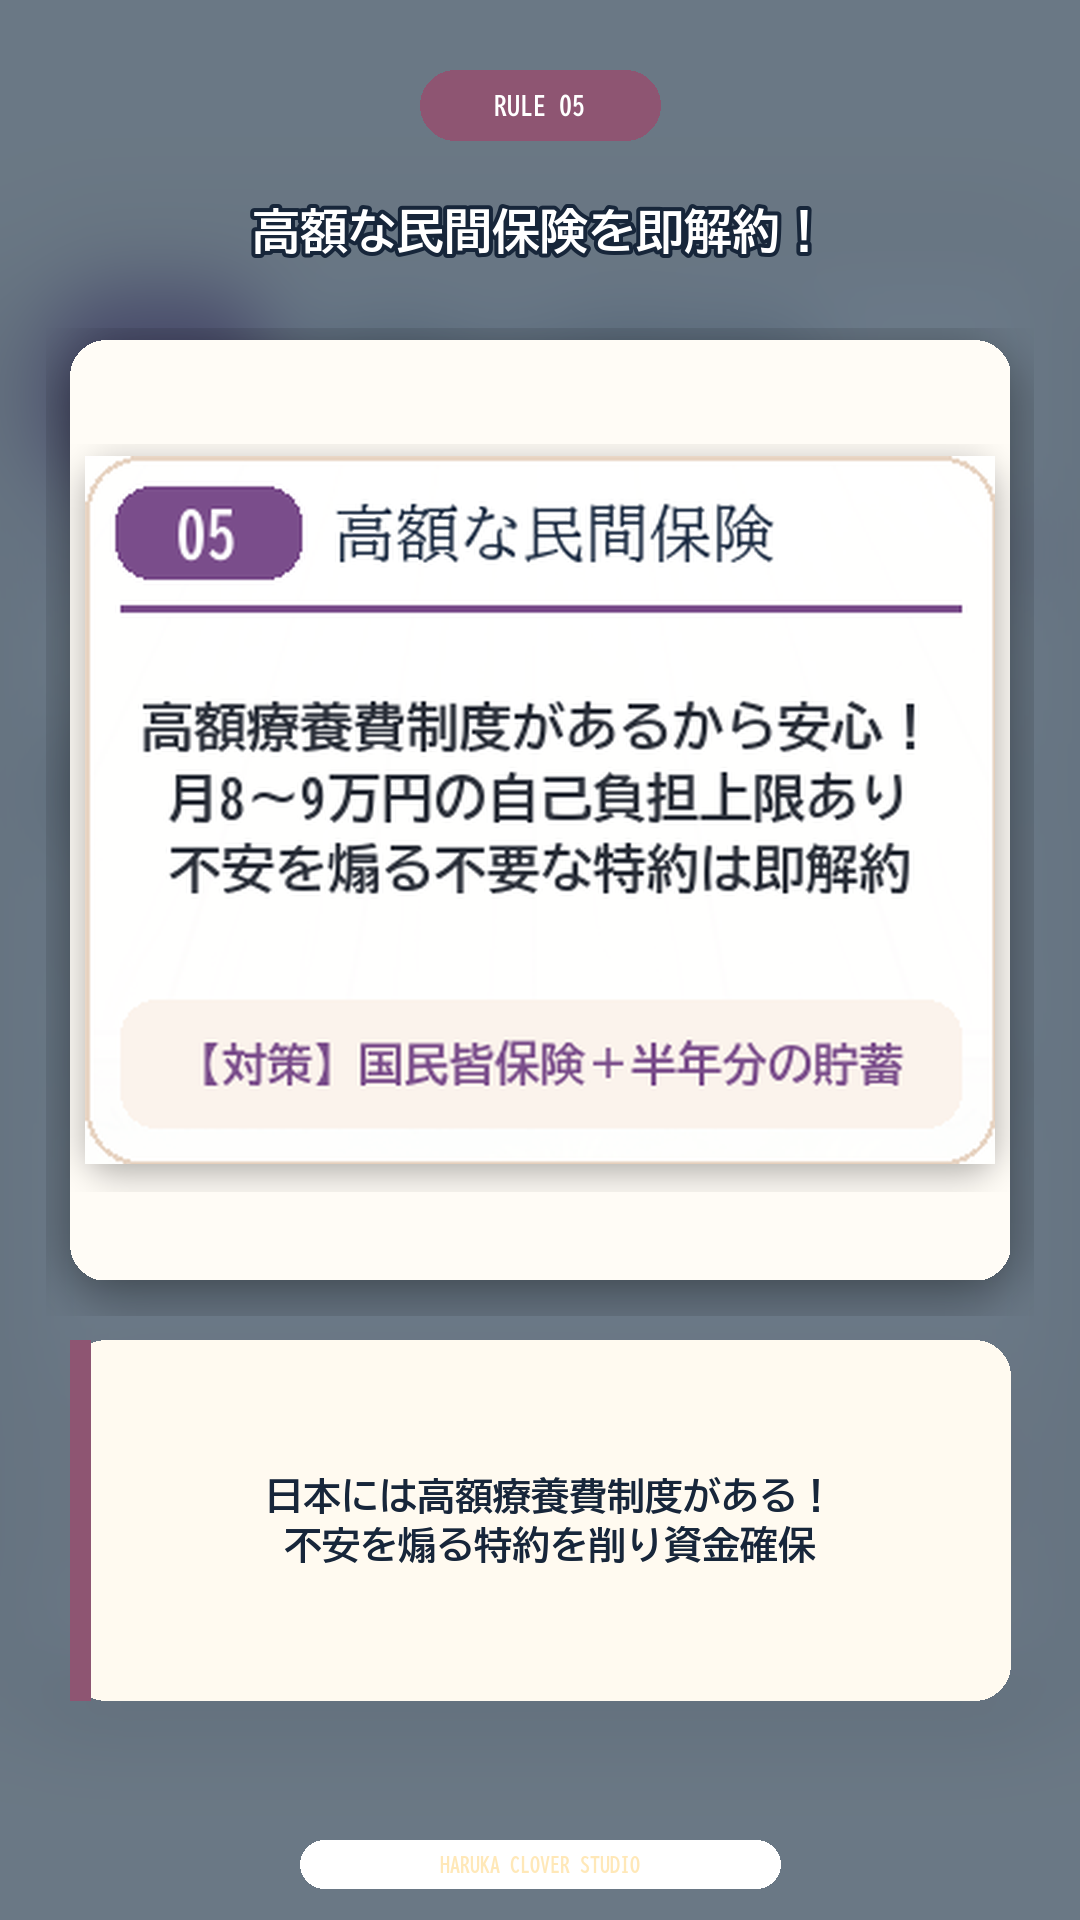 RULE 05
高額な民間保険を即解約！
05 高額な民間保険
高額療養費制度があるから安心！
月8～9万円の自己負担上限あり
不安を煽る不要な特約は即解約
【対策】国民皆保険＋半年分の貯蓄
日本には高額療養費制度がある！
不安を煽る特約を削り資金確保
HARUKA CLOVER STUDIO